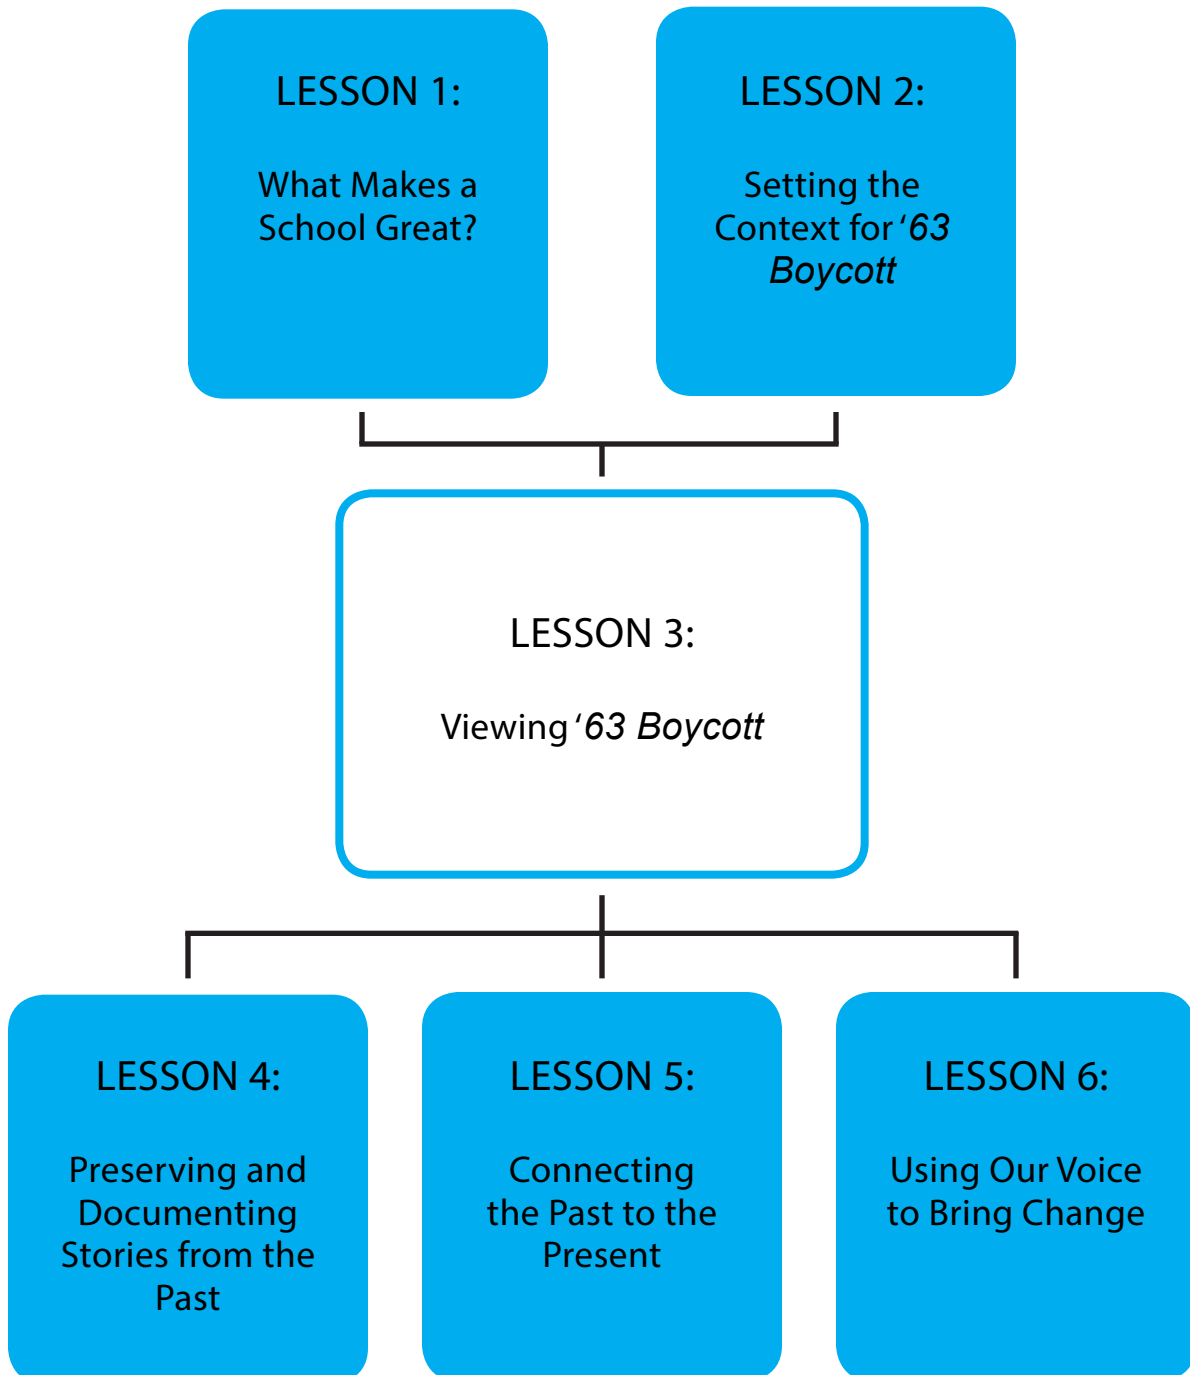 LESSON 1:
What Makes a
School Great?
LESSON 2:
Setting the
Context for ‘63
Boycott
LESSON 3:
Viewing ‘63 Boycott
LESSON 4:
Preserving and
Documenting
Stories from the
Past
LESSON 5:
Connecting
the Past to the
Present
LESSON 6:
Using Our Voice
to Bring Change